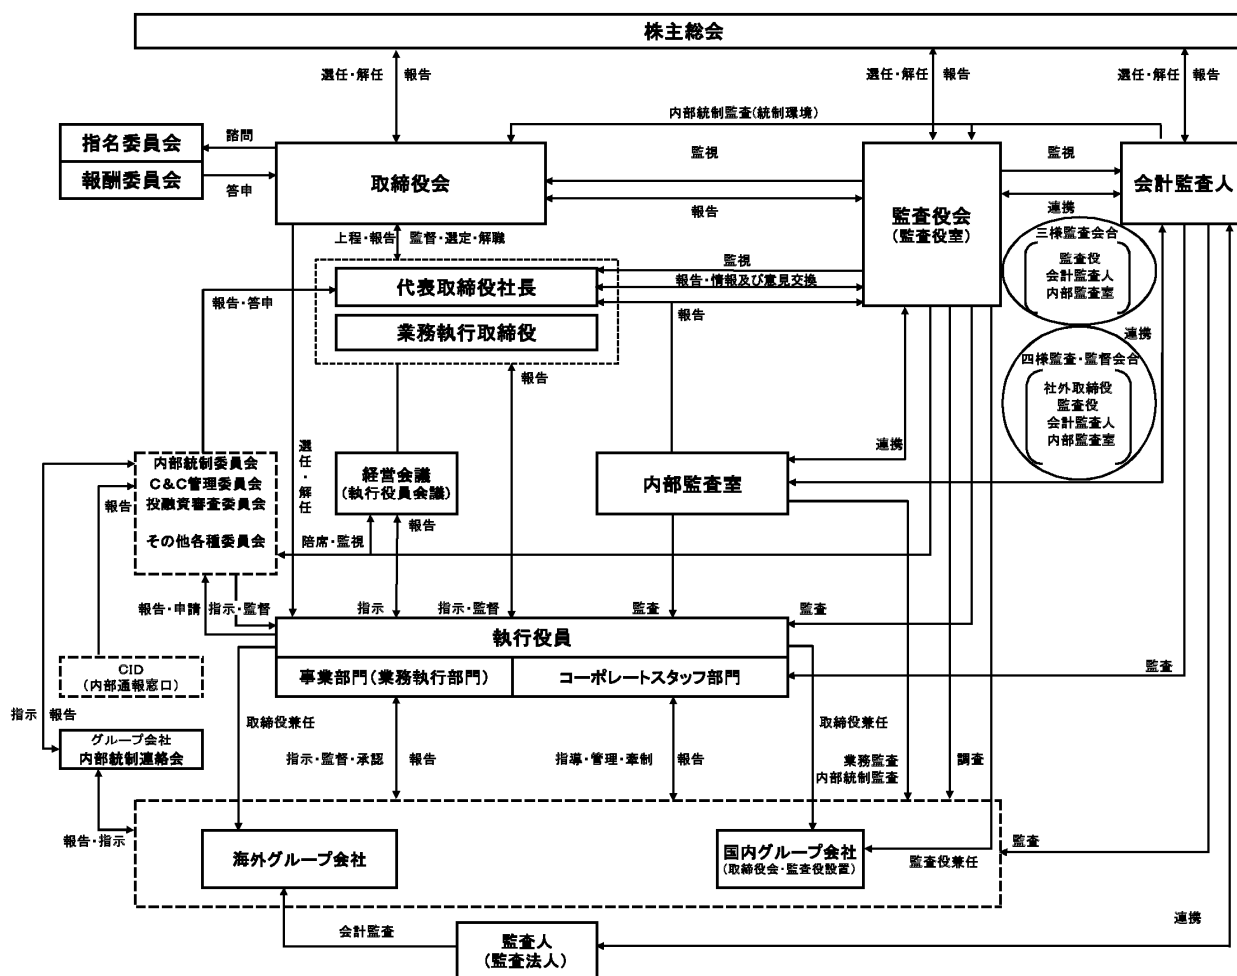 株主総会
選任・解任
報告
選任・解任
報告
選任・解任
報告
内部統制監査(統制環境)
指名委員会
報酬委員会
諮問
答申
取締役会
監視
報告
監査役会
(監査役室)
監視
連携
会計監査人
上程・報告
監督・選定・解職
三様監査会合
監査役
会計監査人
内部監査室
代表取締役社長
業務執行取締役
監視
報告・情報及び意見交換
報告
報告・答申
報告
連携
四様監査・監督会合
社外取締役
監査役
会計監査人
内部監査室
選任・解任
連携
内部統制委員会
C&C管理委員会
投融資審査委員会
その他各種委員会
報告
経営会議
(執行役員会議)
内部監査室
報告
陪席・監視
報告・申請
指示・監督
指示
指示・監督
監査
監査
執行役員
事業部門(業務執行部門)
コーポレートスタッフ部門
監査
CID
(内部通報窓口)
指示
報告
取締役兼任
取締役兼任
グループ会社
内部統制連絡会
指示・監督・承認
報告
指導・管理・牽制
報告
業務監査
内部統制監査
調査
報告・指示
海外グループ会社
国内グループ会社
(取締役会・監査役設置)
監査役兼任
監査
会計監査
監査人
(監査法人)
連携